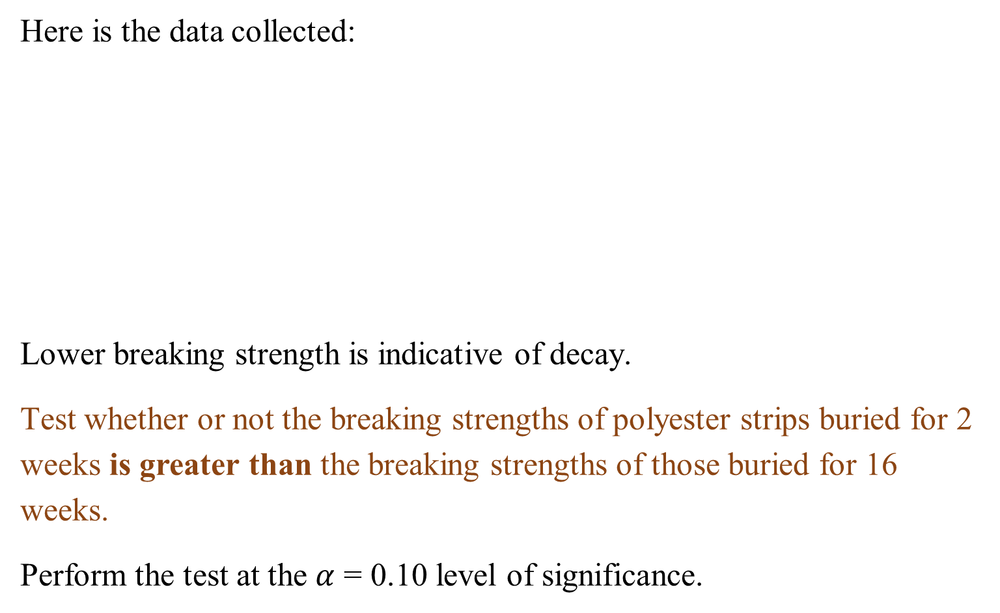 Here is the data collected:
Lower breaking strength is indicative of decay.
Test whether or not the breaking strengths of polyester strips buried for 2
weeks is greater than the breaking strengths of those buried for 16
weeks.
Perform the test at the α = 0.10 level of significance.